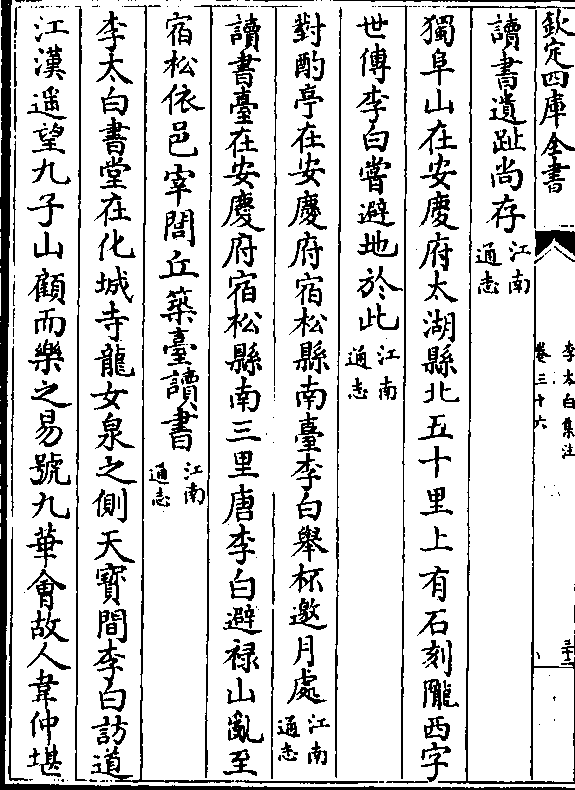 欽定四庫全書
李太白集注
卷三十六
讀書遺趾尚存江南通志
獨阜山在安慶府太湖縣北五十里上有石刻隴西字
世傳李白嘗避地於此江南通志
對酌亭在安慶府宿松縣南臺李白舉杯邀月處江南通志
讀書臺在安慶府宿松縣南三里唐李白避祿山亂至
宿松依邑宰閭丘築臺讀書江南通志
李太白書堂在化城寺龍女泉之側天寶間李白訪道
江漢遥望九子山顧而樂之易號九華會故人韋仲堪